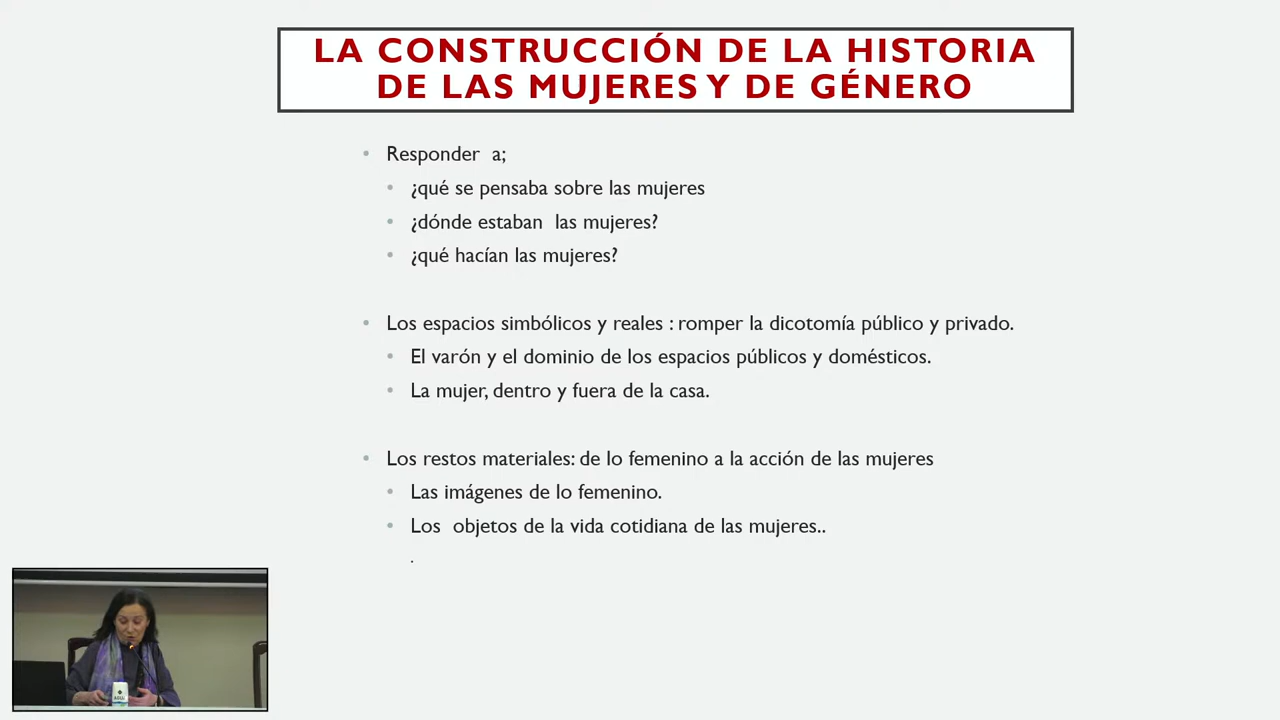 LA CONSTRUCCIÓN DE LA HISTORIA
DE LAS MUJERES Y DE GÉNERO
• Responder a;
• ¿qué se pensaba sobre las mujeres
• ¿dónde estaban las mujeres?
• ¿qué hacían las mujeres?
• Los espacios simbólicos y reales : romper la dicotomía público y privado.
• El varón y el dominio de los espacios públicos y domésticos.
• La mujer, dentro y fuera de la casa.
• Los restos materiales: de lo femenino a la acción de las mujeres
• Las imágenes de lo femenino.
• Los objetos de la vida cotidiana de las mujeres..
.